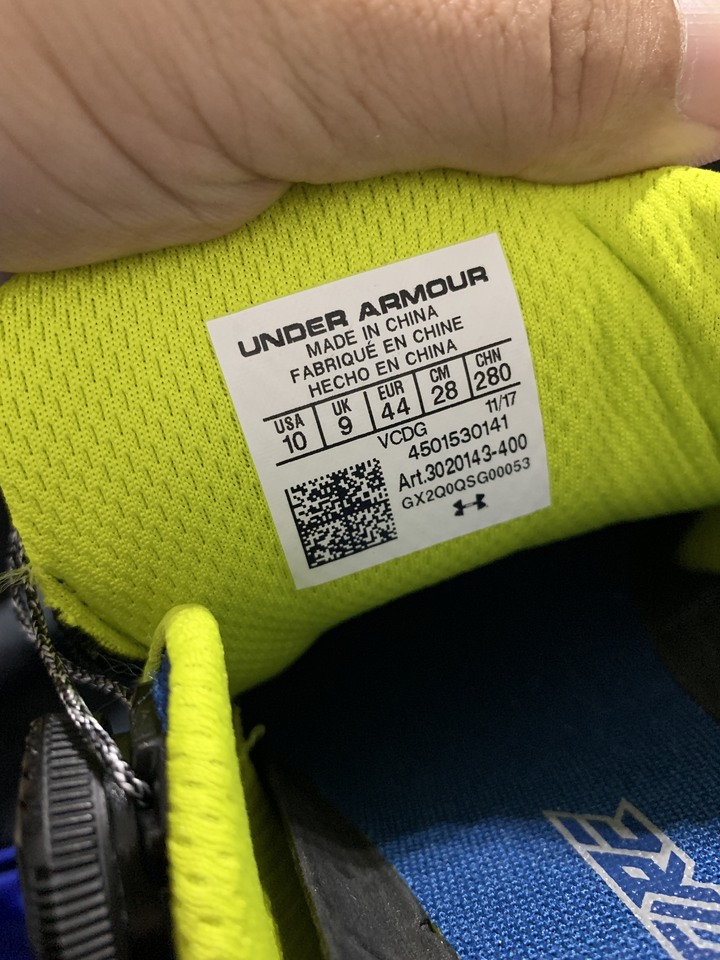 UNDER ARMOUR
MADE IN CHINA
FABRIQUÉ EN CHINE
HECHO EN CHINA
USA UK EUR CM CHN
10 9 44 28 280
VCDG 11/17
4501530141
Art.3020143-400
GX2Q0QSG00053